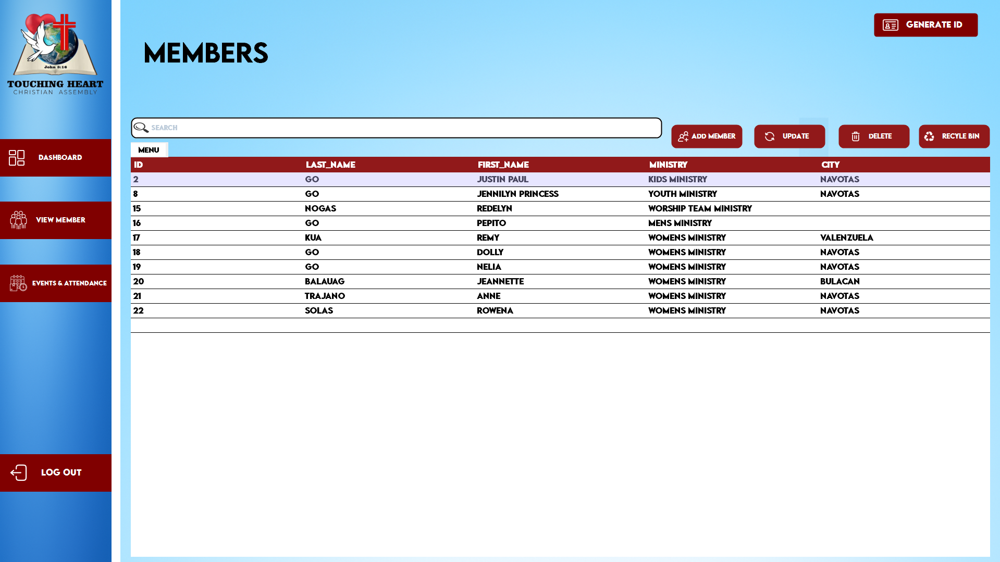 John 3:16
TOUCHING HEART
CHRISTIAN ASSEMBLY
DASHBOARD
VIEW MEMBER
EVENTS & ATTENDANCE
LOG OUT
GENERATE ID
MEMBERS
SEARCH
ADD MEMBER UPDATE DELETE RECYLE BIN
MENU
ID LAST_NAME FIRST_NAME MINISTRY CITY
2 GO JUSTIN PAUL KIDS MINISTRY NAVOTAS
8 GO JENNILYN PRINCESS YOUTH MINISTRY NAVOTAS
15 NOGAS REDELYN WORSHIP TEAM MINISTRY
16 GO PEPITO MENS MINISTRY
17 KUA REMY WOMENS MINISTRY VALENZUELA
18 GO DOLLY WOMENS MINISTRY NAVOTAS
19 GO NELIA WOMENS MINISTRY NAVOTAS
20 BALAUAG JEANNETTE WOMENS MINISTRY BULACAN
21 TRAJANO ANNE WOMENS MINISTRY NAVOTAS
22 SOLAS ROWENA WOMENS MINISTRY NAVOTAS